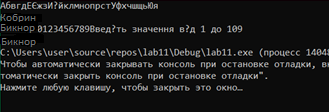 АбвгдЕЄжзИ?йклмнопрстУфхчшщьЮя
Кобрин
Бикнор 0123456789Введ?ть значення в?д 1 до 109
Бикнор
C:\Users\user\source\repos\lab11\Debug\lab11.exe (процесс 14048
Чтобы автоматически закрывать консоль при остановке отладки, в
томатически закрыть консоль при остановке отладки".
Нажмите любую клавишу, чтобы закрыть это окно…